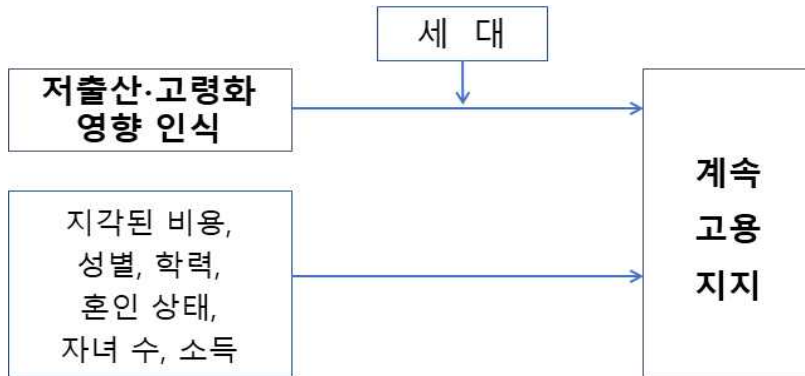 세 대
저출산·고령화
영향 인식
지각된 비용,
성별, 학력,
혼인 상태,
자녀 수, 소득
계속
고용
지지